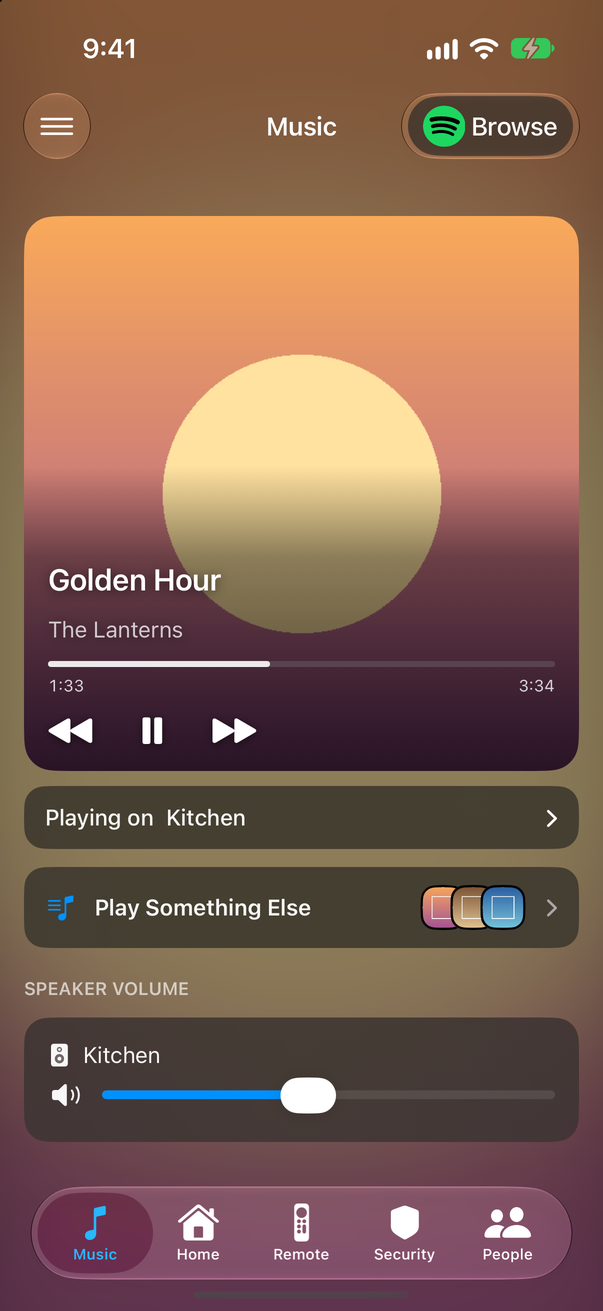 9:41
Music
Browse
Golden Hour
The Lanterns
1:33
3:34
Playing on Kitchen
Play Something Else
SPEAKER VOLUME
Kitchen
Music
Home
Remote
Security
People